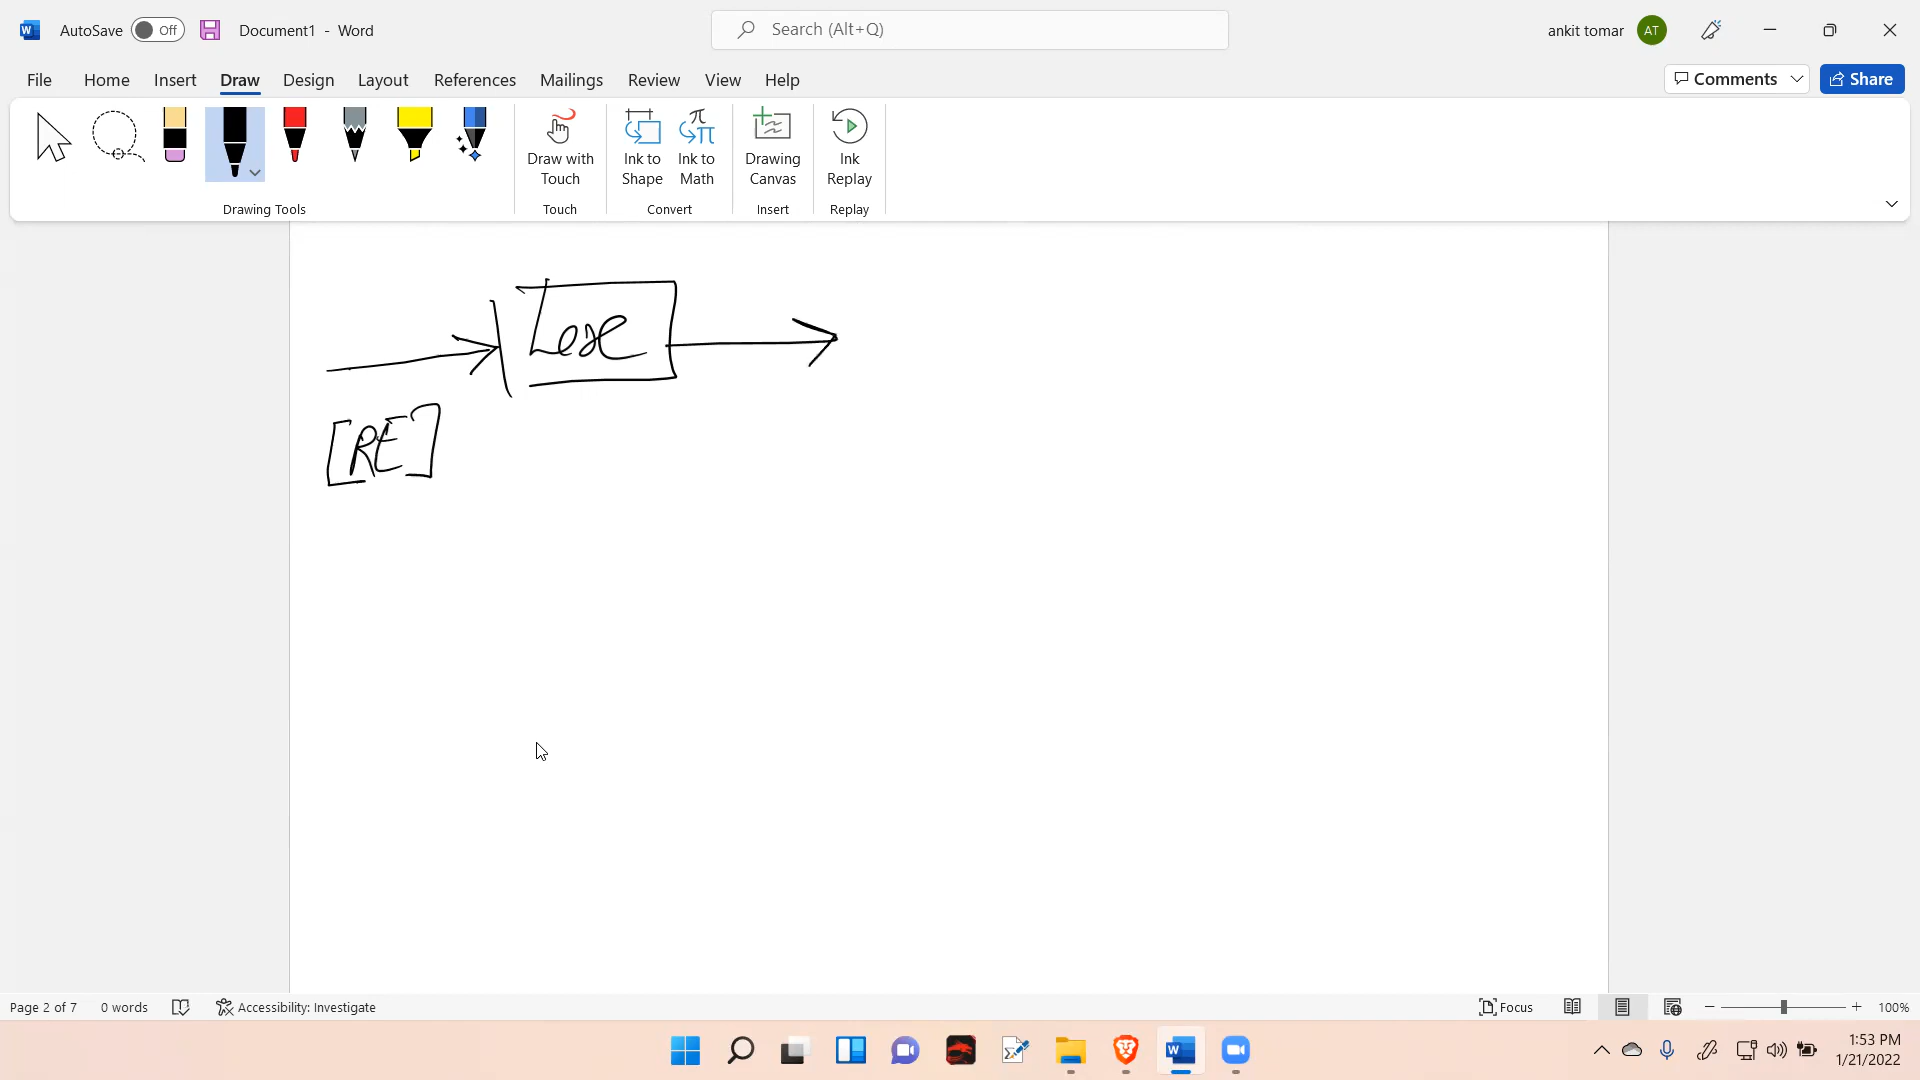 AutoSave Off Document1 - Word Search (Alt+Q) ankit tomar AT
File Home Insert Draw Design Layout References Mailings Review View Help Comments Share
Draw with Touch
Ink to Shape
Ink to Math
Drawing Canvas
Ink Replay
Drawing Tools Touch Convert Insert Replay
[RE]
Page 2 of 7 0 words Accessibility: Investigate Focus 100%
1:53 PM
1/21/2022